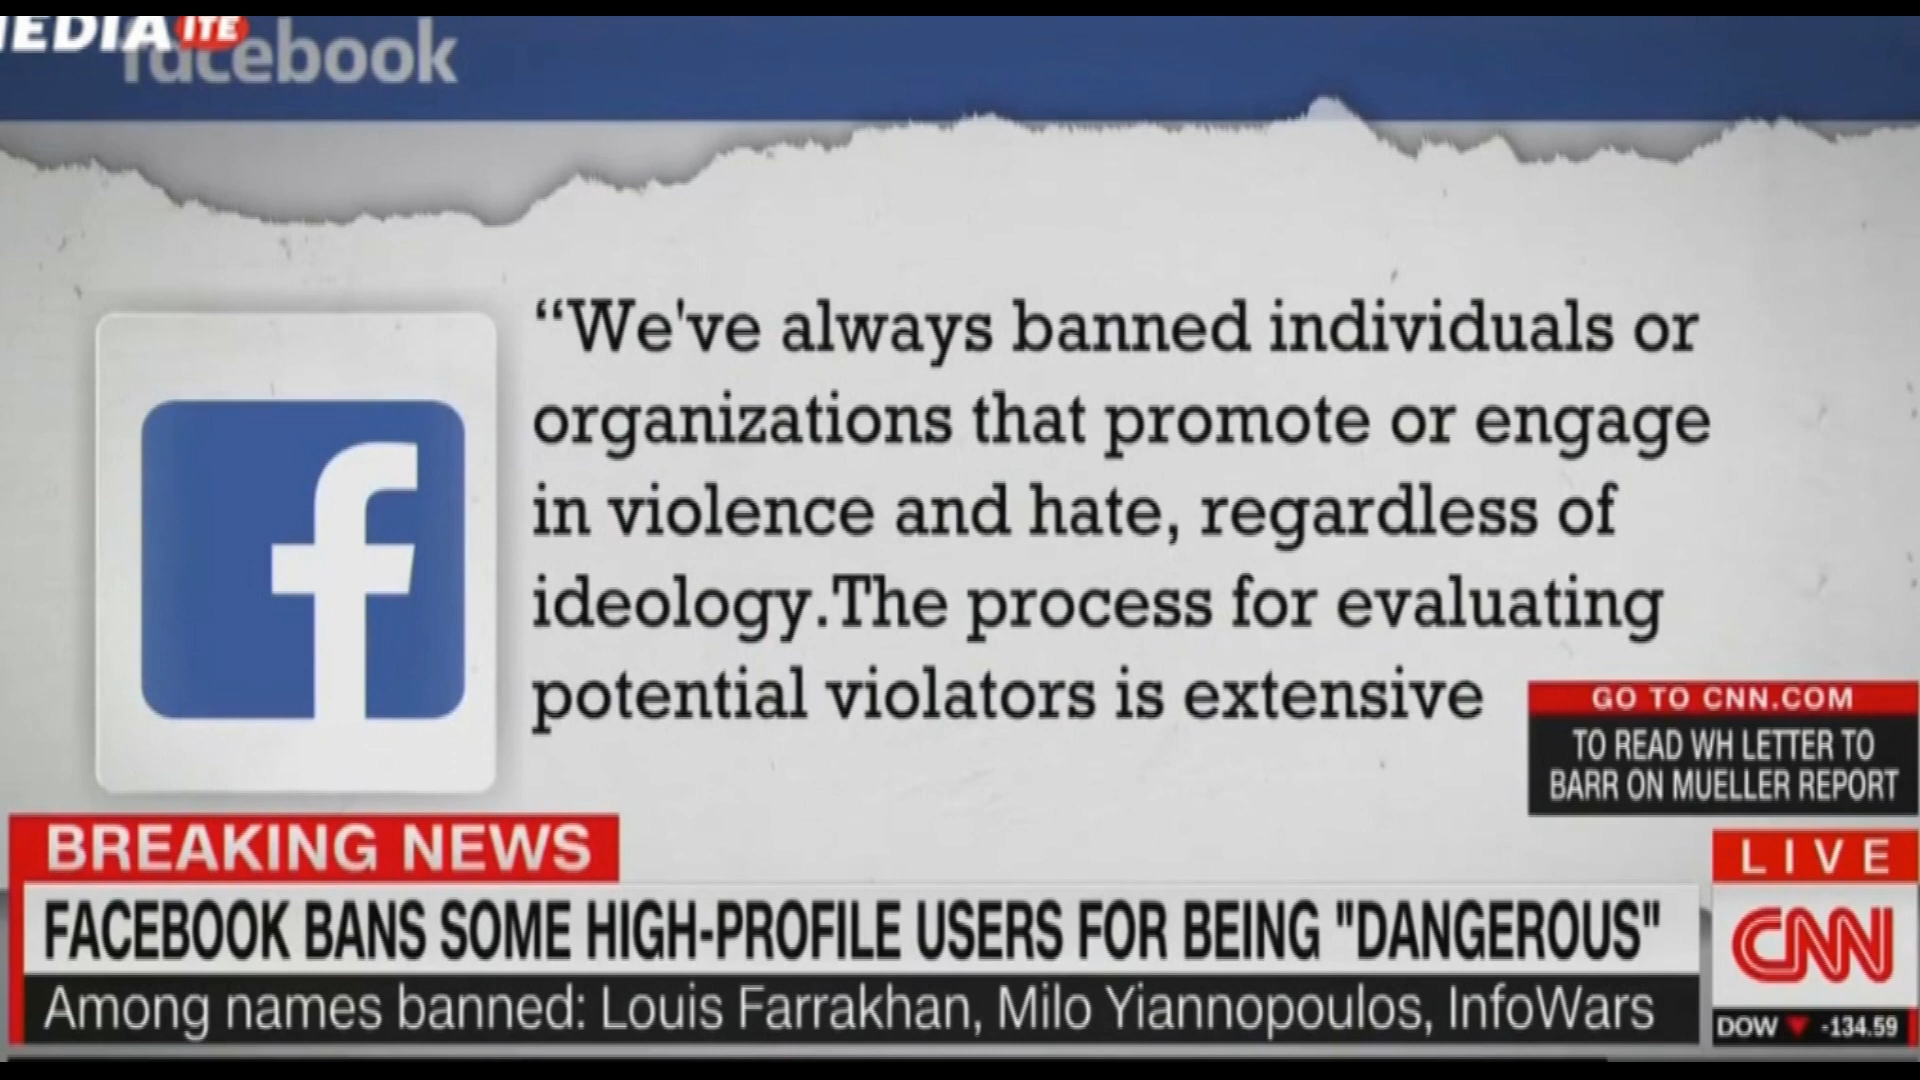 MEDIAITE
facebook
“We've always banned individuals or
organizations that promote or engage
in violence and hate, regardless of
ideology.The process for evaluating
potential violators is extensive
GO TO CNN.COM
TO READ WH LETTER TO
BARR ON MUELLER REPORT
BREAKING NEWS
FACEBOOK BANS SOME HIGH-PROFILE USERS FOR BEING "DANGEROUS"
Among names banned: Louis Farrakhan, Milo Yiannopoulos, InfoWars
LIVE
CNN
DOW ▼ -134.59